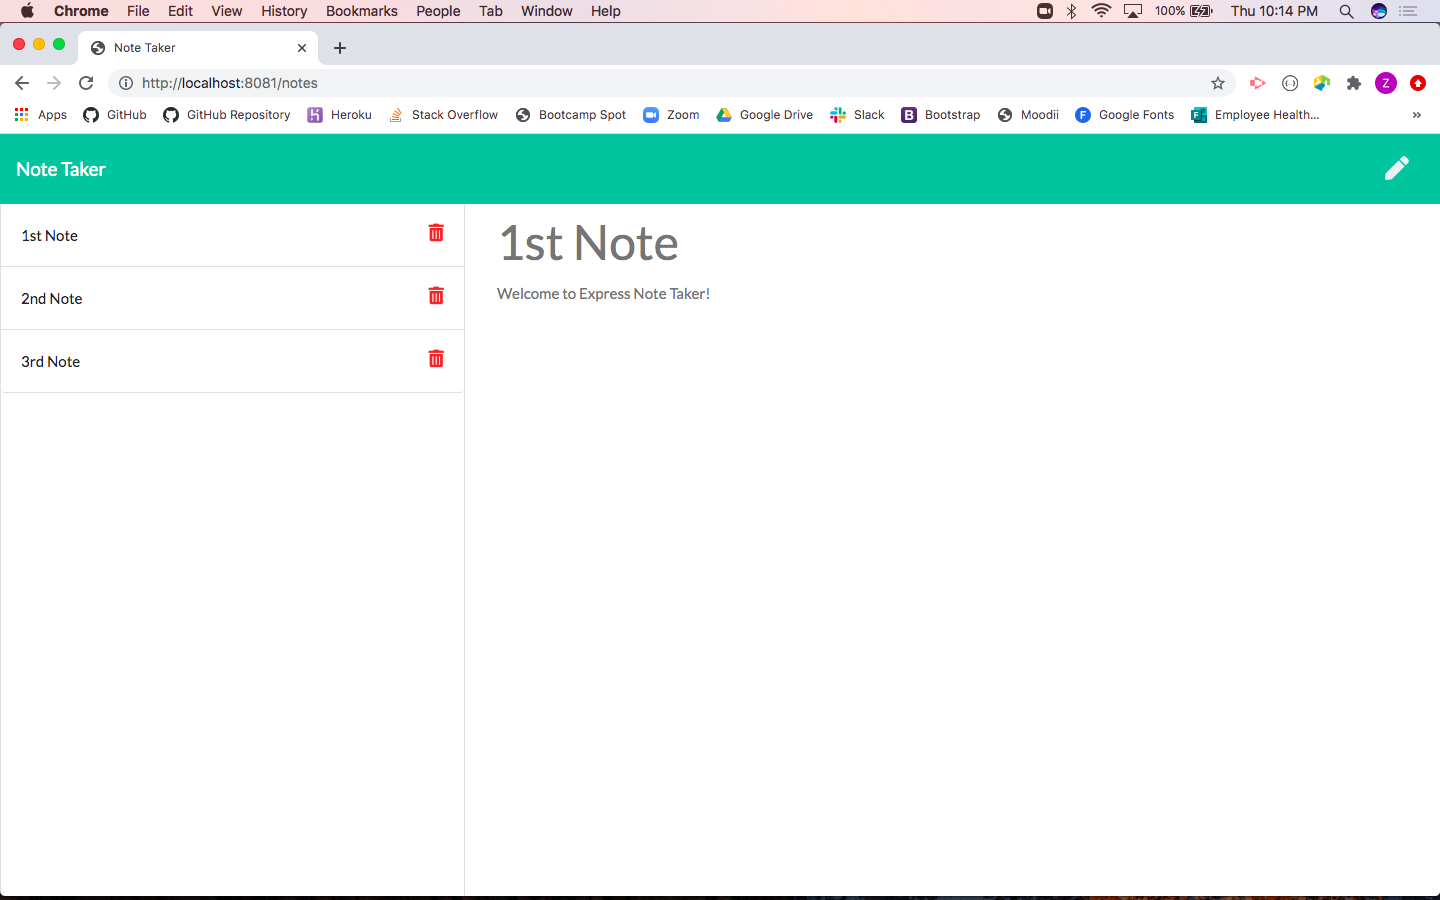 Chrome File Edit View History Bookmarks People Tab Window Help 100% Thu 10:14 PM
Note Taker
http://localhost:8081/notes Z
Apps GitHub GitHub Repository Heroku Stack Overflow Bootcamp Spot Zoom Google Drive Slack B Bootstrap Moodii F Google Fonts Employee Health... »
Note Taker
1st Note
2nd Note
3rd Note
1st Note
Welcome to Express Note Taker!